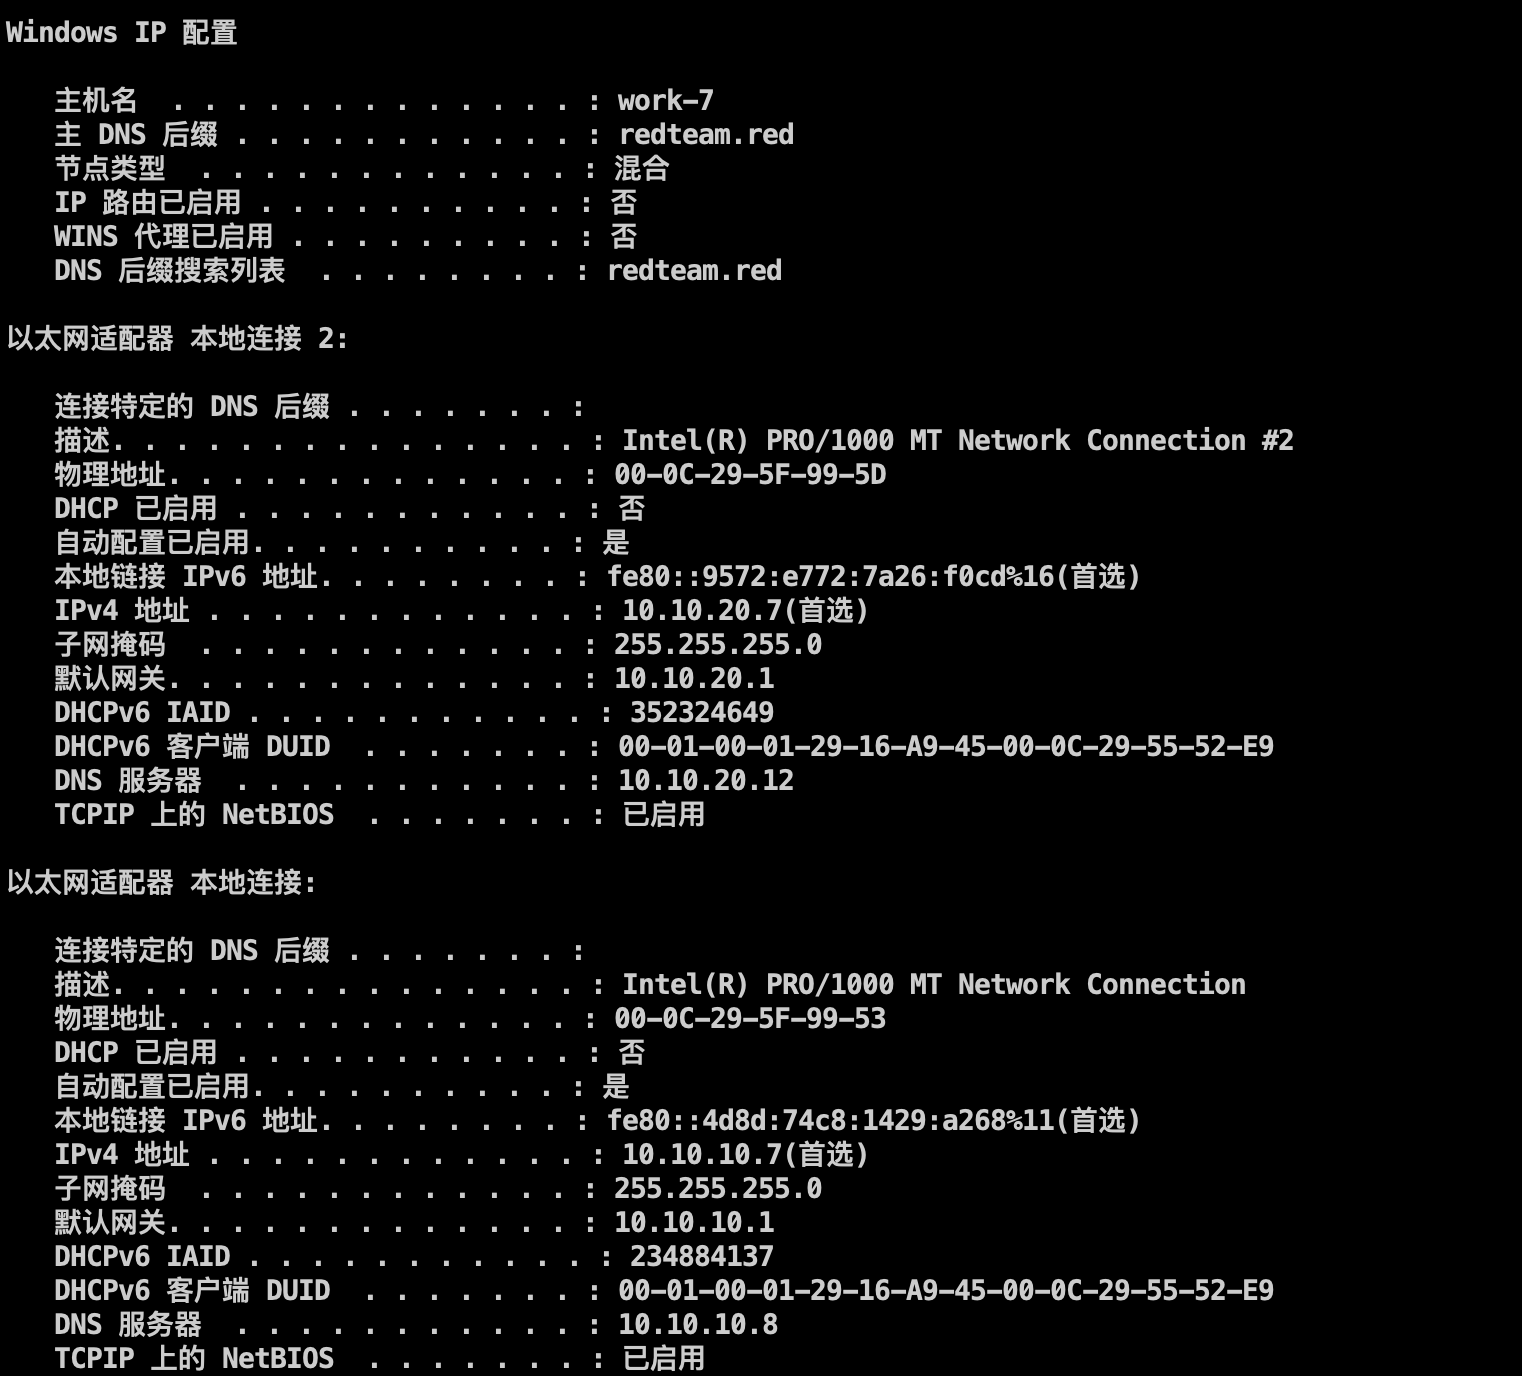 Windows IP 配置
主机名  . . . . . . . . . . . . . . : work-7
主 DNS 后缀 . . . . . . . . . . . . : redteam.red
节点类型  . . . . . . . . . . . . . : 混合
IP 路由已启用 . . . . . . . . . . . : 否
WINS 代理已启用 . . . . . . . . . . : 否
DNS 后缀搜索列表  . . . . . . . . . : redteam.red
以太网适配器 本地连接 2:
连接特定的 DNS 后缀 . . . . . . . :
描述. . . . . . . . . . . . . . . . : Intel(R) PRO/1000 MT Network Connection #2
物理地址. . . . . . . . . . . . . . : 00-0C-29-5F-99-5D
DHCP 已启用 . . . . . . . . . . . . : 否
自动配置已启用. . . . . . . . . . . : 是
本地链接 IPv6 地址. . . . . . . . : fe80::9572:e772:7a26:f0cd%16(首选)
IPv4 地址 . . . . . . . . . . . . : 10.10.20.7(首选)
子网掩码  . . . . . . . . . . . . . : 255.255.255.0
默认网关. . . . . . . . . . . . . . : 10.10.20.1
DHCPv6 IAID . . . . . . . . . . . : 352324649
DHCPv6 客户端 DUID  . . . . . . . : 00-01-00-01-29-16-A9-45-00-0C-29-55-52-E9
DNS 服务器  . . . . . . . . . . . : 10.10.20.12
TCPIP 上的 NetBIOS  . . . . . . . : 已启用
以太网适配器 本地连接:
连接特定的 DNS 后缀 . . . . . . . :
描述. . . . . . . . . . . . . . . . : Intel(R) PRO/1000 MT Network Connection
物理地址. . . . . . . . . . . . . . : 00-0C-29-5F-99-53
DHCP 已启用 . . . . . . . . . . . . : 否
自动配置已启用. . . . . . . . . . . : 是
本地链接 IPv6 地址. . . . . . . . : fe80::4d8d:74c8:1429:a268%11(首选)
IPv4 地址 . . . . . . . . . . . . : 10.10.10.7(首选)
子网掩码  . . . . . . . . . . . . . : 255.255.255.0
默认网关. . . . . . . . . . . . . . : 10.10.10.1
DHCPv6 IAID . . . . . . . . . . . : 234884137
DHCPv6 客户端 DUID  . . . . . . . : 00-01-00-01-29-16-A9-45-00-0C-29-55-52-E9
DNS 服务器  . . . . . . . . . . . : 10.10.10.8
TCPIP 上的 NetBIOS  . . . . . . . : 已启用